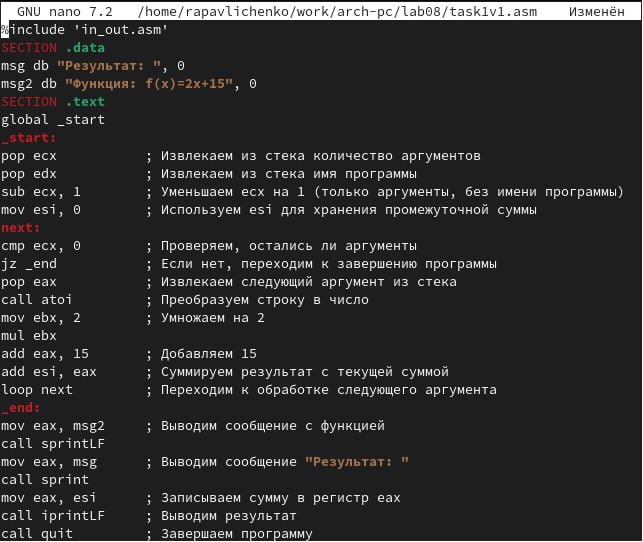 GNU nano 7.2 /home/rapavlichenko/work/arch-pc/lab08/task1v1.asm Изменён
%include 'in_out.asm'
SECTION .data
msg db "Результат: ", 0
msg2 db "Функция: f(x)=2x+15", 0
SECTION .text
global _start
_start:
pop ecx ; Извлекаем из стека количество аргументов
pop edx ; Извлекаем из стека имя программы
sub ecx, 1 ; Уменьшаем ecx на 1 (только аргументы, без имени программы)
mov esi, 0 ; Используем esi для хранения промежуточной суммы
next:
cmp ecx, 0 ; Проверяем, остались ли аргументы
jz _end ; Если нет, переходим к завершению программы
pop eax ; Извлекаем следующий аргумент из стека
call atoi ; Преобразуем строку в число
mov ebx, 2 ; Умножаем на 2
mul ebx
add eax, 15 ; Добавляем 15
add esi, eax ; Суммируем результат с текущей суммой
loop next ; Переходим к обработке следующего аргумента
_end:
mov eax, msg2 ; Выводим сообщение с функцией
call sprintLF
mov eax, msg ; Выводим сообщение "Результат: "
call sprint
mov eax, esi ; Записываем сумму в регистр eax
call iprintLF ; Выводим результат
call quit ; Завершаем программу